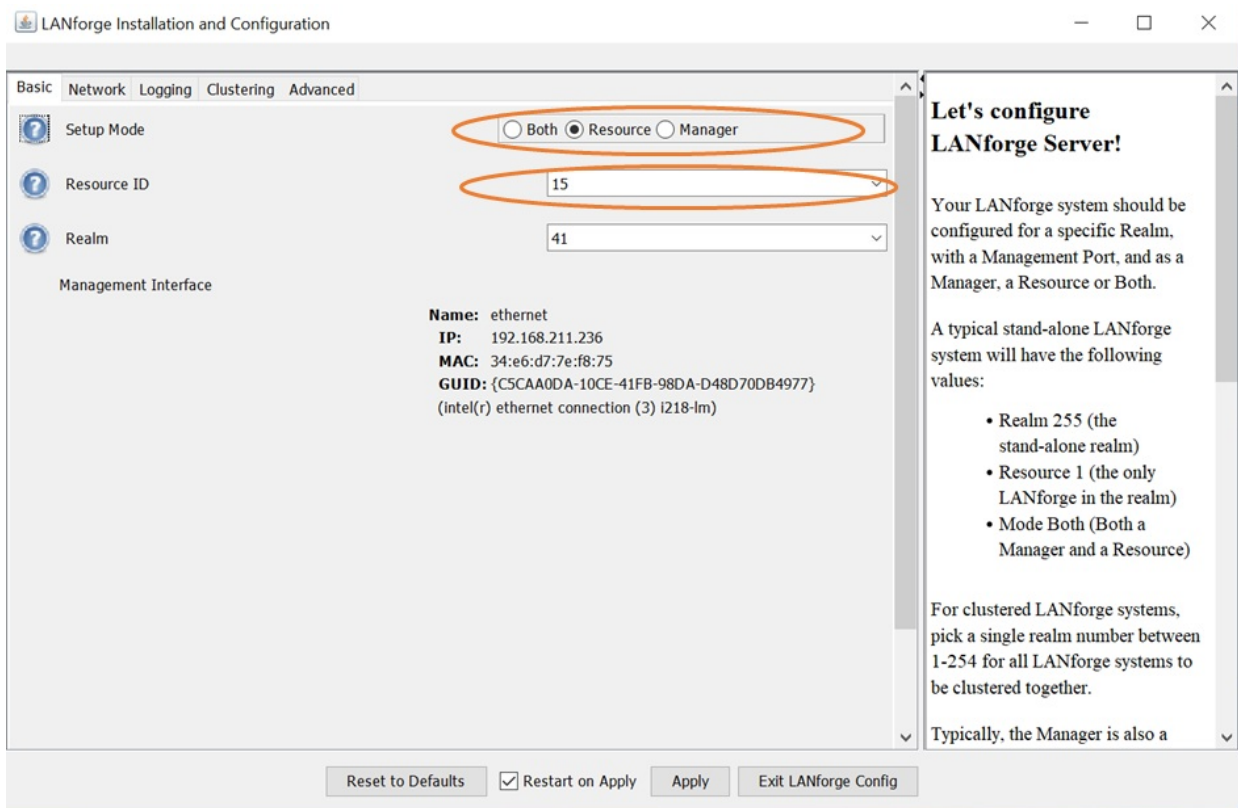 LANforge Installation and Configuration
Basic Network Logging Clustering Advanced
Setup Mode
Both Resource Manager
Resource ID
15
Realm
41
Management Interface
Name: ethernet
IP: 192.168.211.236
MAC: 34:e6:d7:7e:f8:75
GUID: {C5CAA0DA-10CE-41FB-98DA-D48D70DB4977}
(intel(r) ethernet connection (3) i218-lm)
Let's configure
LANforge Server!
Your LANforge system should be
configured for a specific Realm,
with a Management Port, and as a
Manager, a Resource or Both.
A typical stand-alone LANforge
system will have the following
values:
• Realm 255 (the
stand-alone realm)
• Resource 1 (the only
LANforge in the realm)
• Mode Both (Both a
Manager and a Resource)
For clustered LANforge systems,
pick a single realm number between
1-254 for all LANforge systems to
be clustered together.
Typically, the Manager is also a
Reset to Defaults Restart on Apply Apply Exit LANforge Config